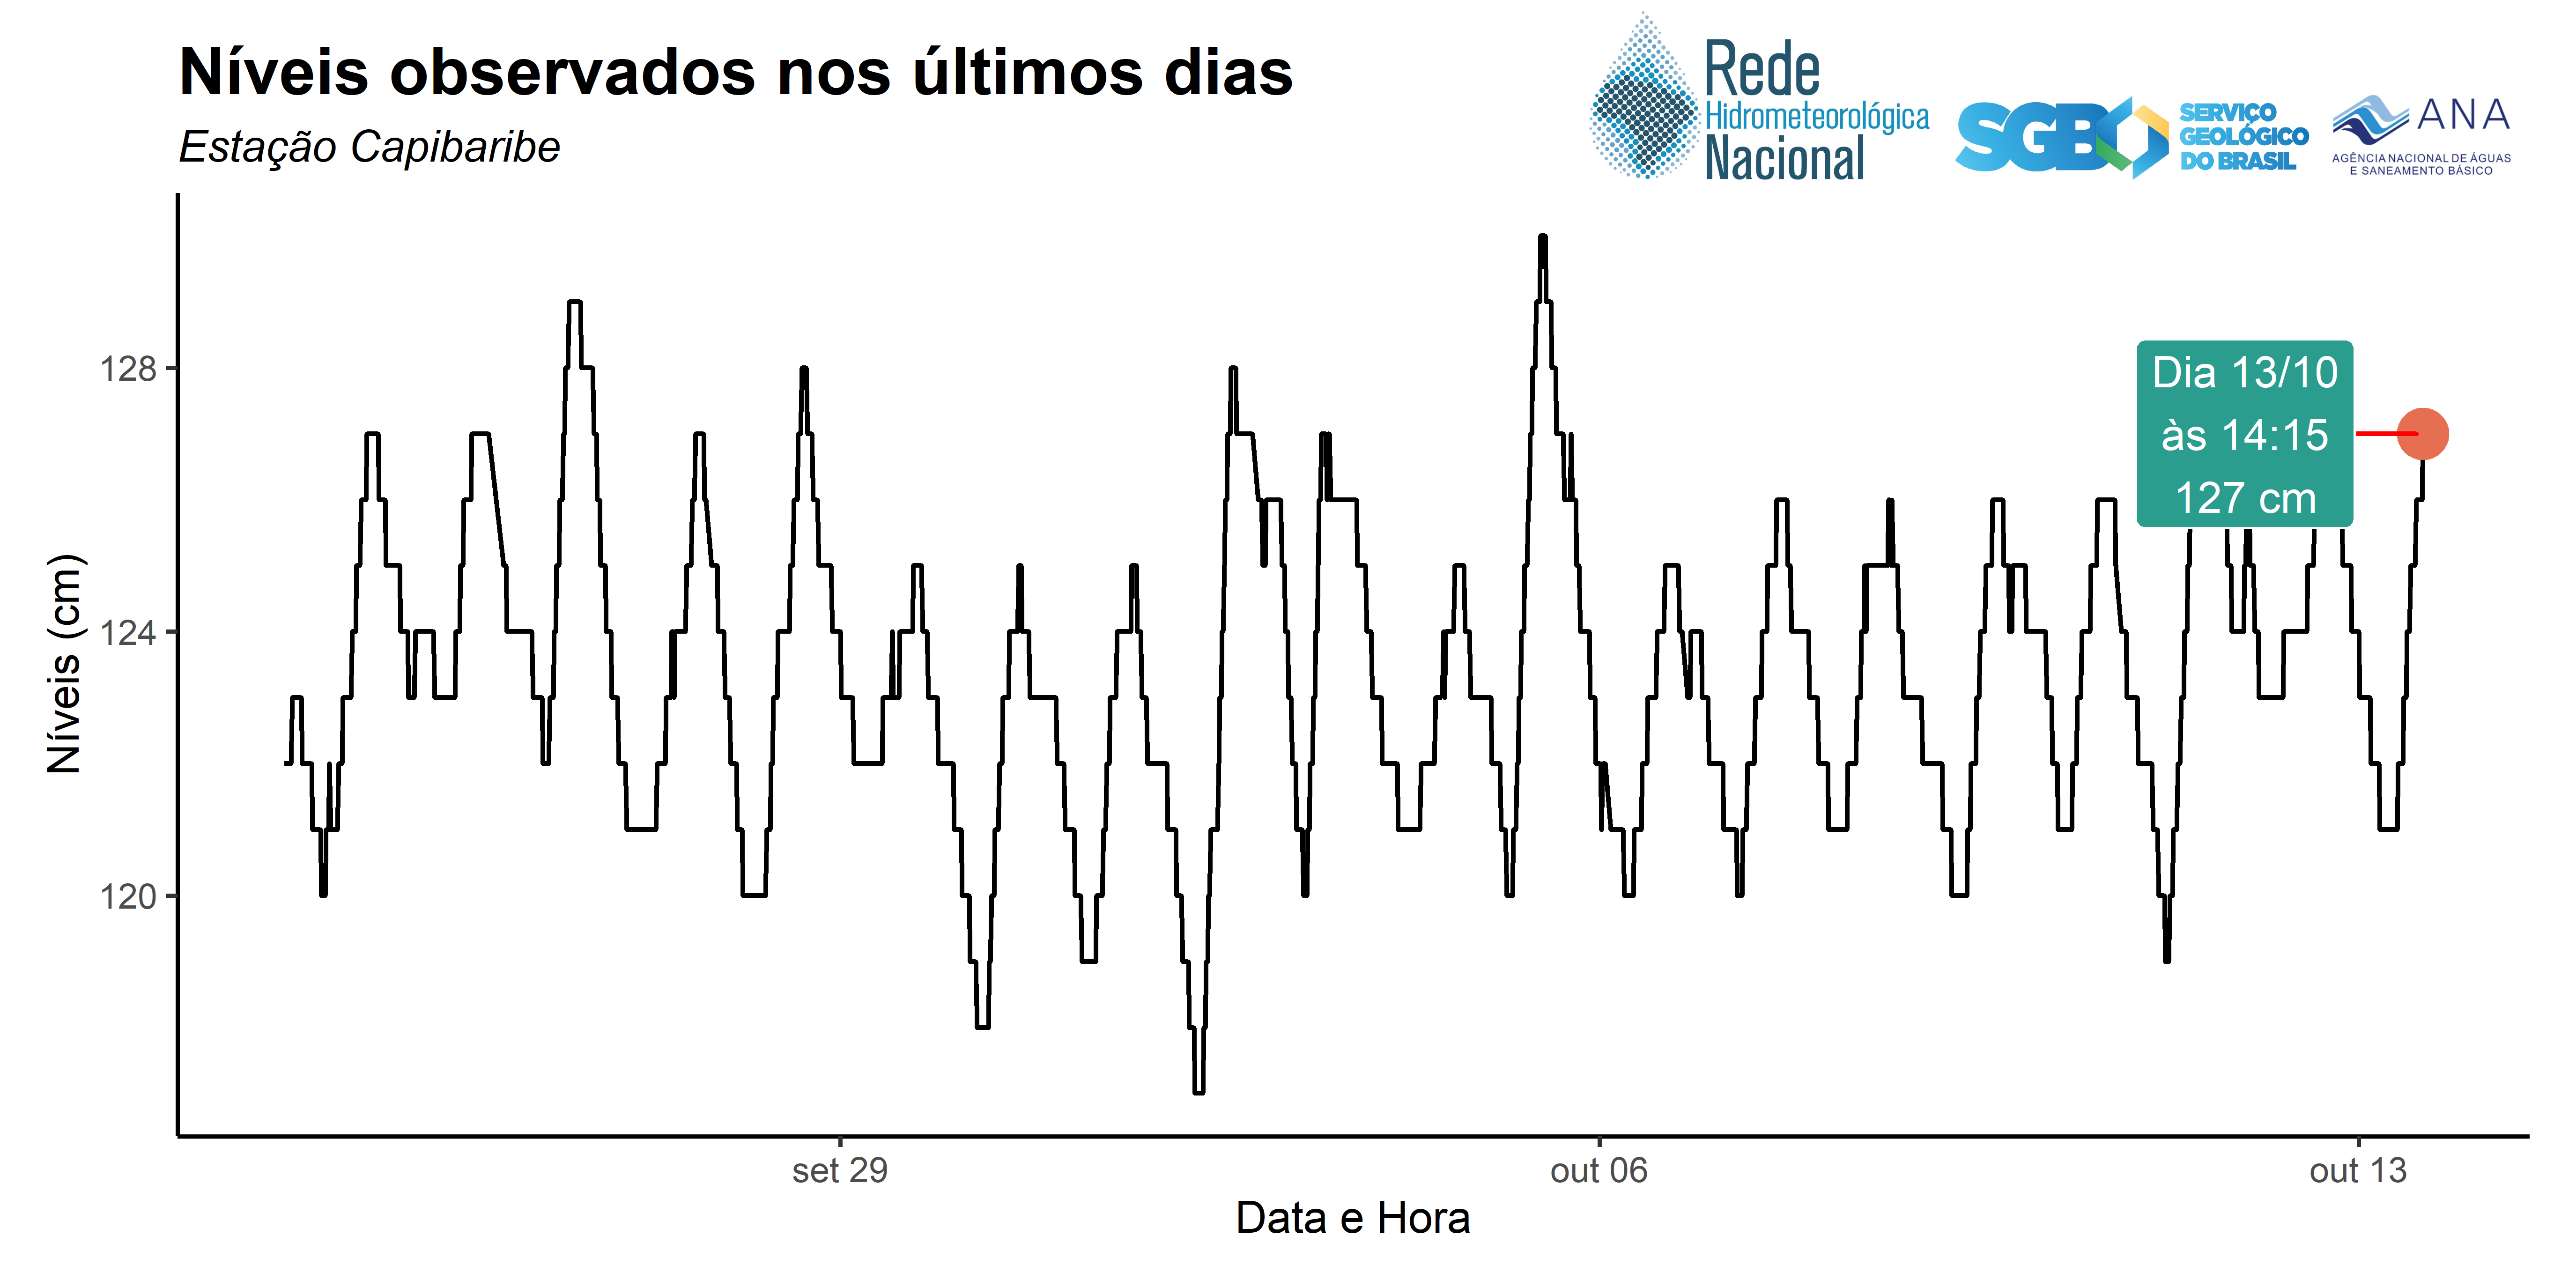 Níveis observados nos últimos dias
Estação Capibaribe
Rede
Hidrometeorológica
Nacional
SGB
SERVIÇO
GEOLÓGICO
DO BRASIL
ANA
AGÊNCIA NACIONAL DE ÁGUAS
E SANEAMENTO BÁSICO
Níveis (cm)
128
124
120
Dia 13/10
às 14:15
127 cm
set 29
out 06
out 13
Data e Hora